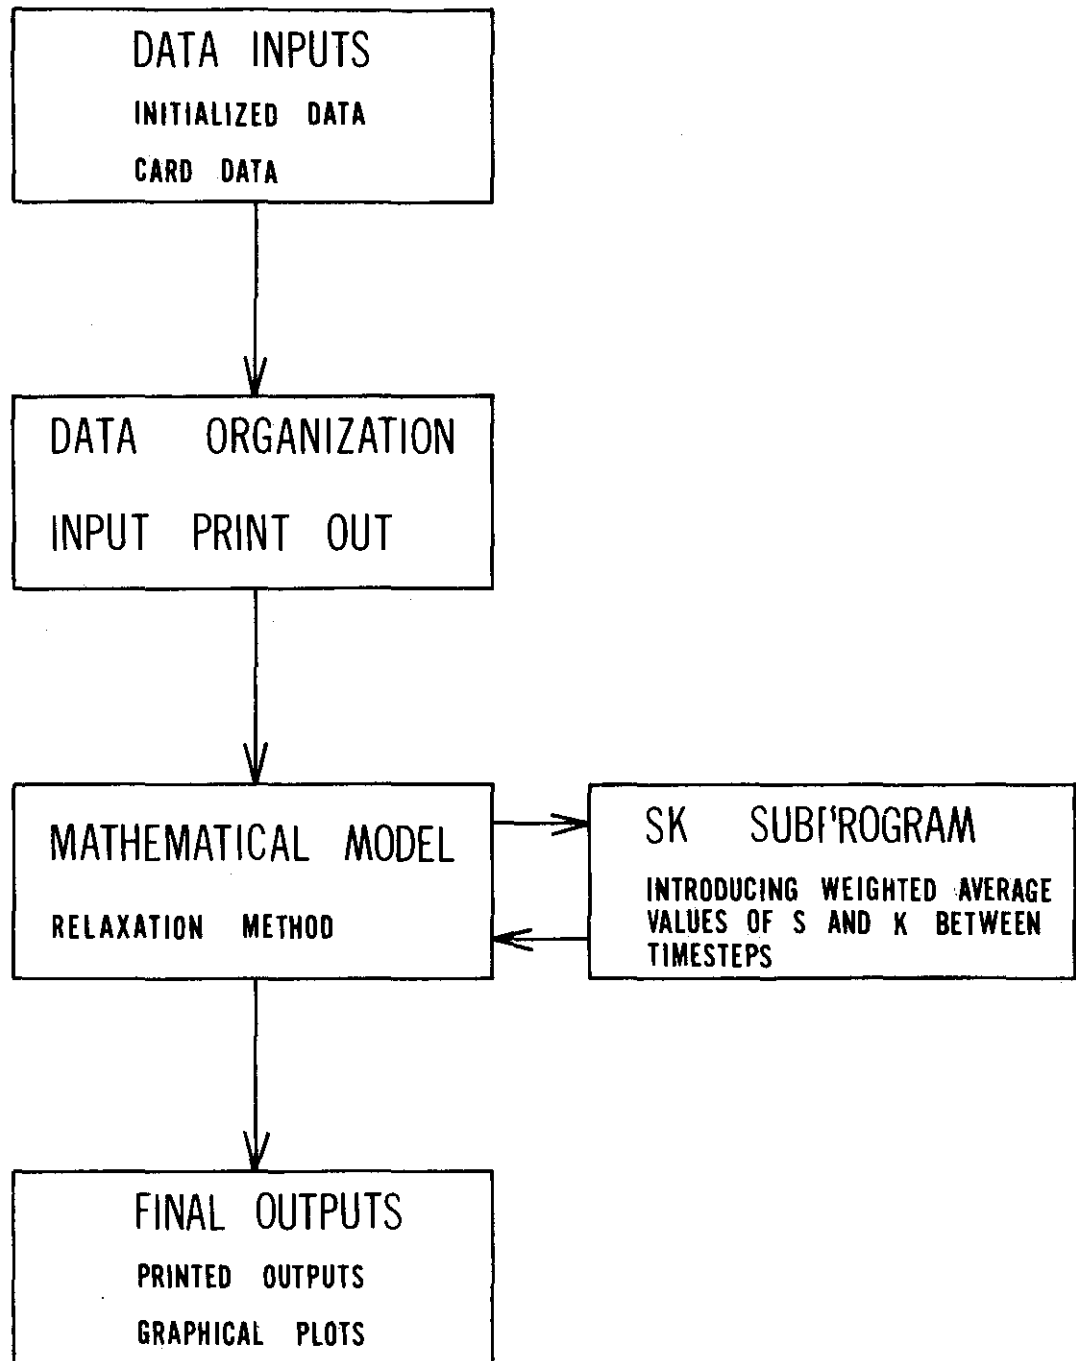 DATA INPUTS
INITIALIZED DATA
CARD DATA
DATA ORGANIZATION
INPUT PRINT OUT
MATHEMATICAL MODEL
RELAXATION METHOD
SK SUBPROGRAM
INTRODUCING WEIGHTED AVERAGE
VALUES OF S AND K BETWEEN
TIMESTEPS
FINAL OUTPUTS
PRINTED OUTPUTS
GRAPHICAL PLOTS